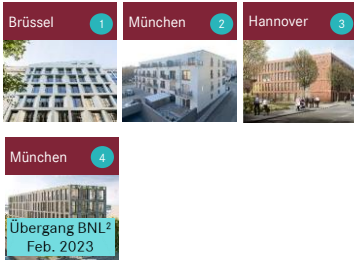 Brüssel 1
München 2
Hannover 3
München 4
Übergang BNL²
Feb. 2023